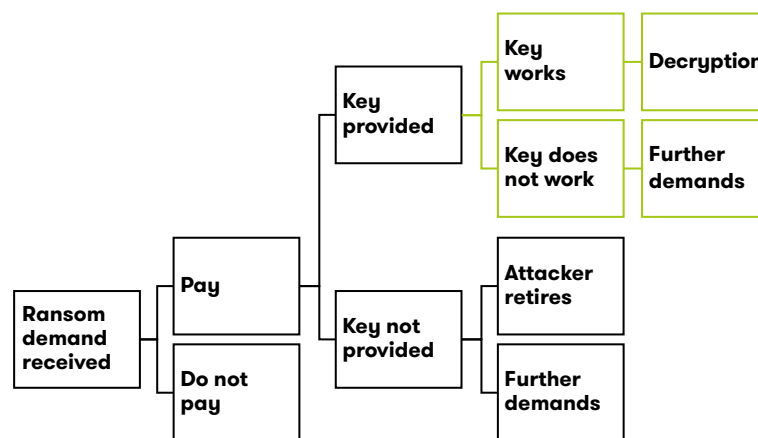 Key
works
Decryption
Key
provided
Key does
not work
Further
demands
Pay
Attacker
retires
Ransom
demand
received
Key not
provided
Do not
pay
Further
demands